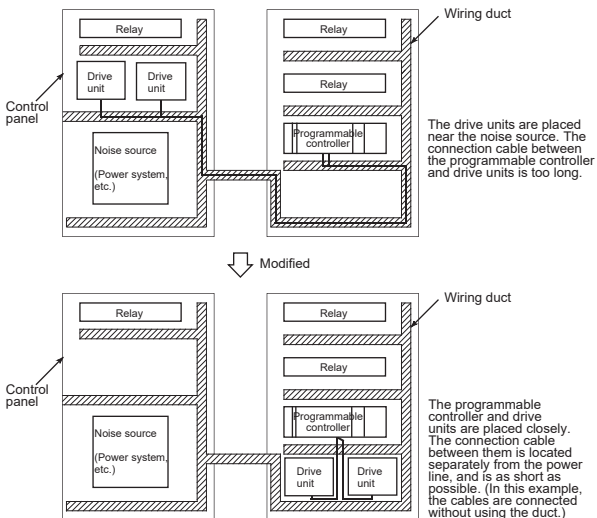 Wiring duct
Relay
Drive
unit
Drive
unit
Control
panel
Noise source
(Power system,
etc.)
Relay
Relay
Programmable
controller
The drive units are placed
near the noise source. The
connection cable between
the programmable controller
and drive units is too long.
Modified
Wiring duct
Relay
Control
panel
Noise source
(Power system,
etc.)
Relay
Relay
Programmable
controller
Drive
unit
Drive
unit
The programmable
controller and drive
units are placed closely.
The connection cable
between them is located
separately from the power
line, and is as short as
possible. (In this example,
the cables are connected
without using the duct.)